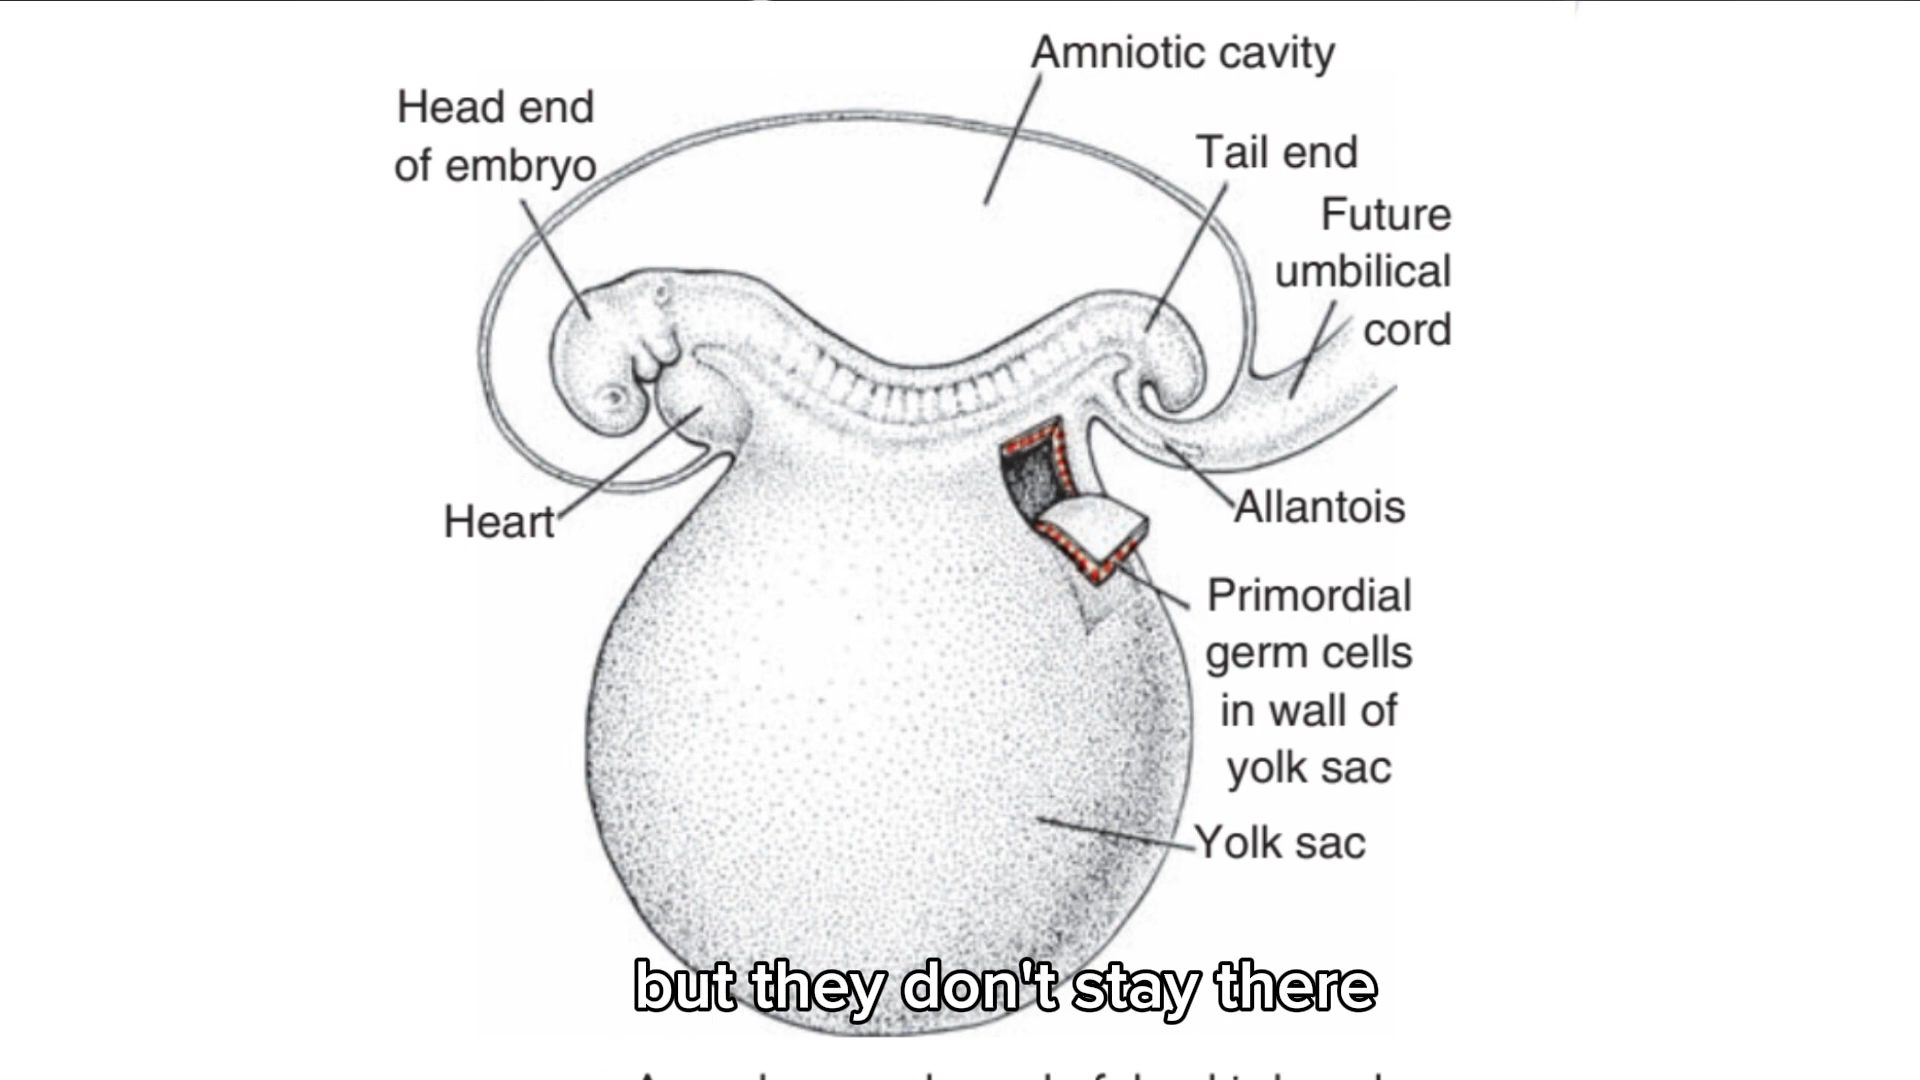 Amniotic cavity
Head end
of embryo
Tail end
Future
umbilical
cord
Heart
Allantois
Primordial
germ cells
in wall of
yolk sac
Yolk sac
but they don't stay there